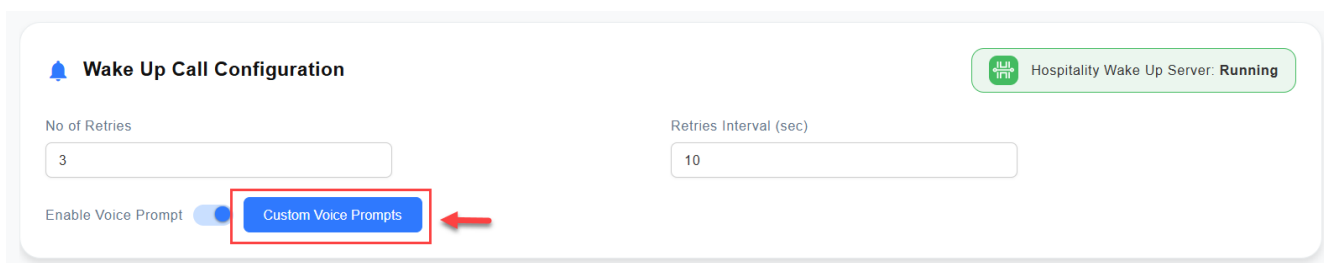 Wake Up Call Configuration
Hospitality Wake Up Server: Running
No of Retries
Retries Interval (sec)
3
10
Enable Voice Prompt
Custom Voice Prompts